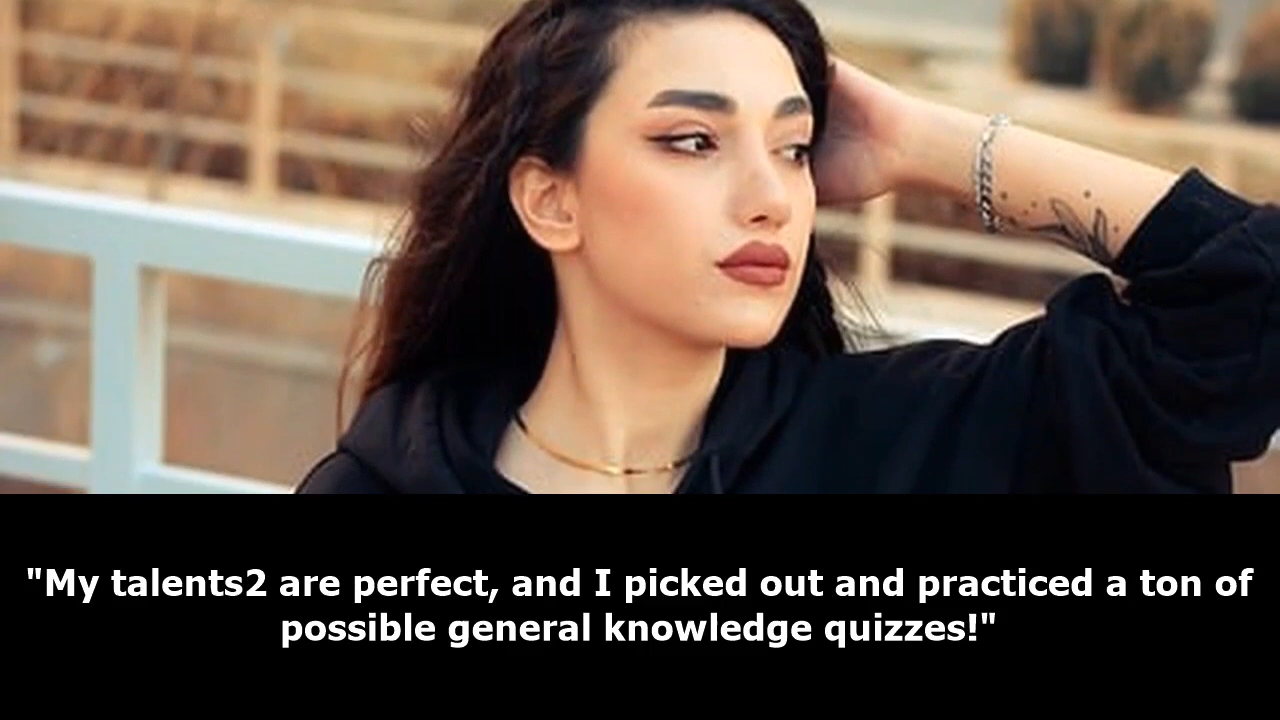 "My talents2 are perfect, and I picked out and practiced a ton of
possible general knowledge quizzes!"